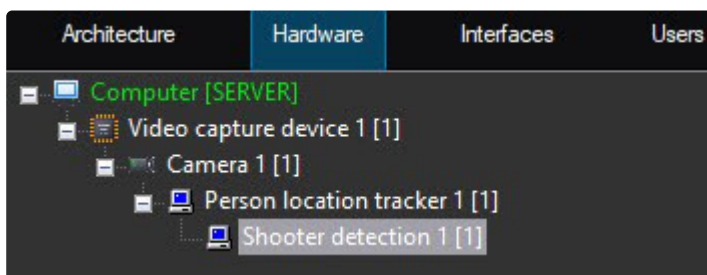 Architecture Hardware Interfaces Users
Computer [SERVER]
Video capture device 1 [1]
Camera 1 [1]
Person location tracker 1 [1]
Shooter detection 1 [1]